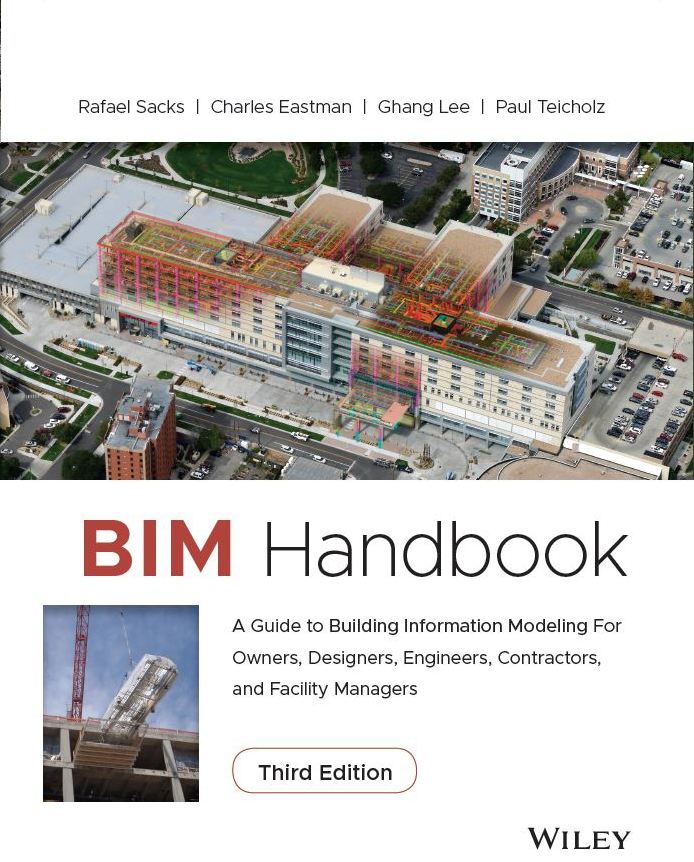 Rafael Sacks | Charles Eastman | Ghang Lee | Paul Teicholz
BIM Handbook
A Guide to Building Information Modeling For
Owners, Designers, Engineers, Contractors,
and Facility Managers
Third Edition
WILEY